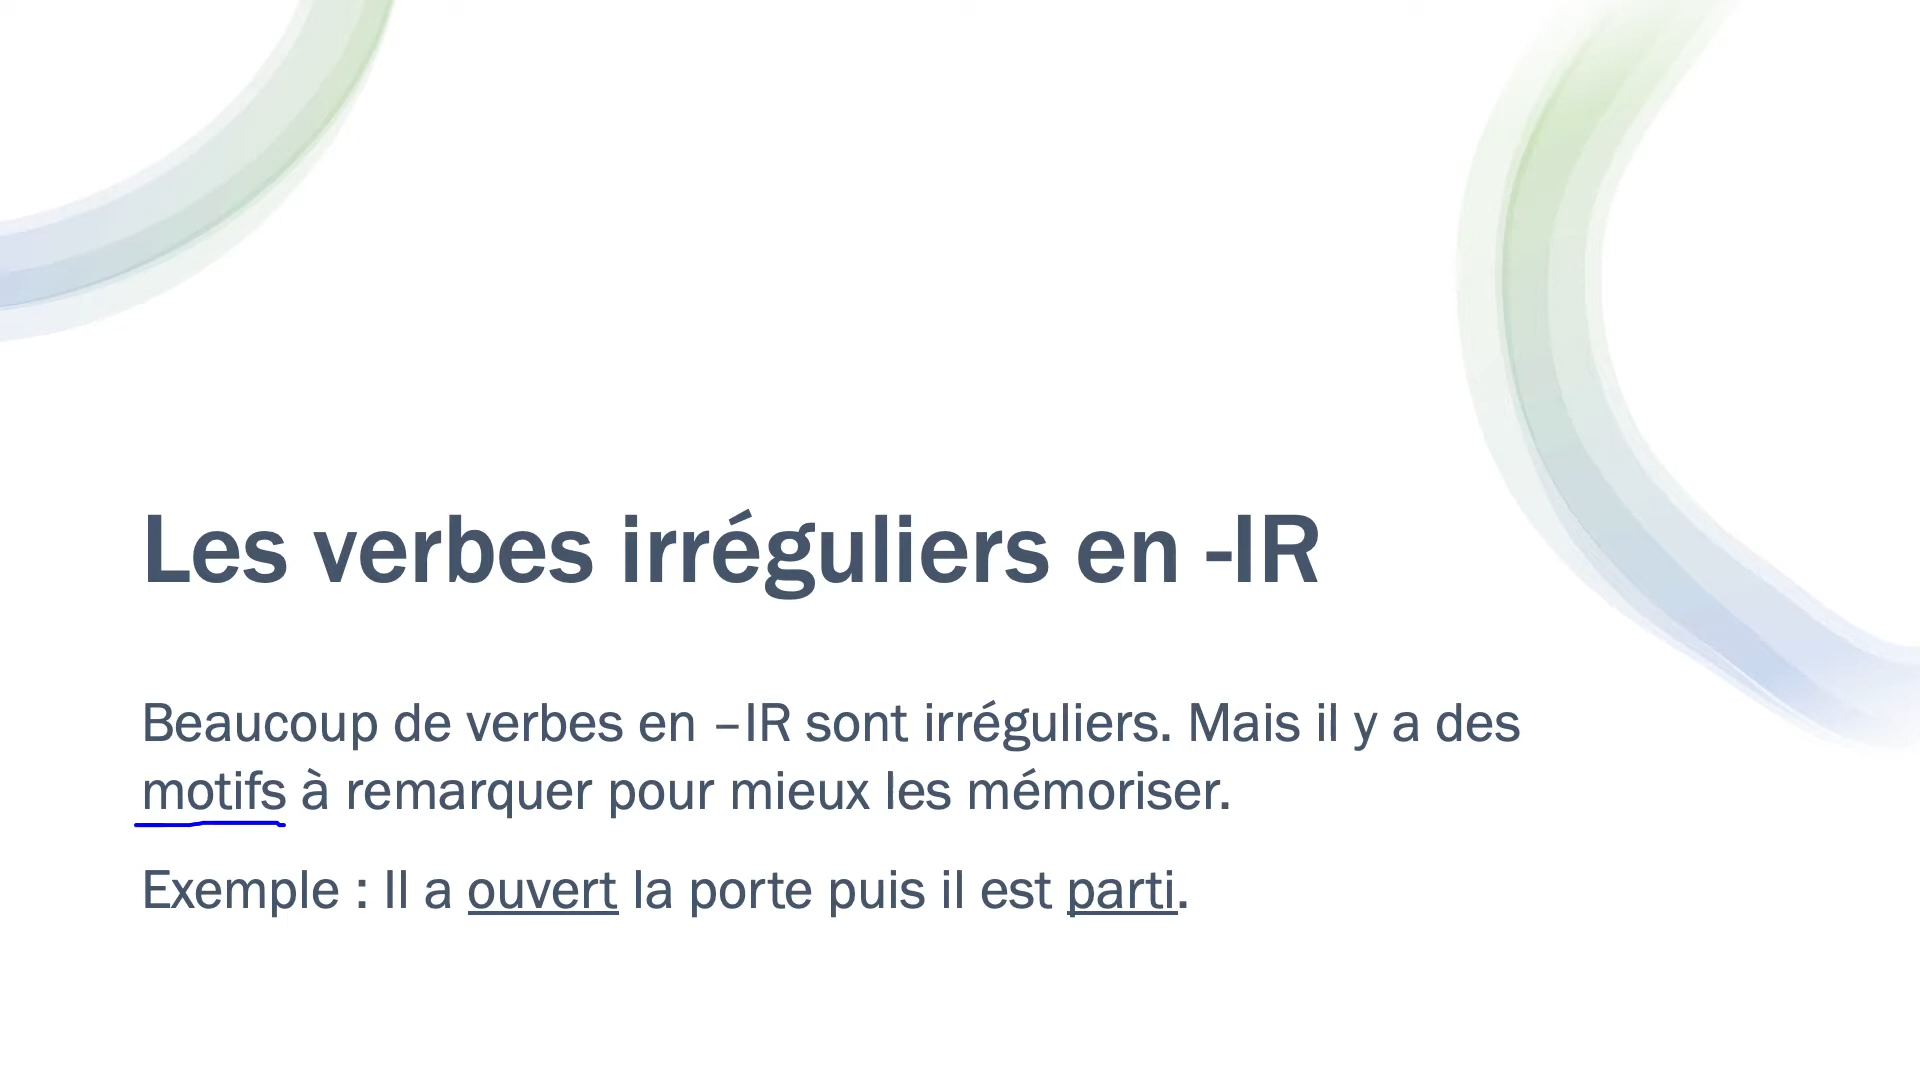 Les verbes irréguliers en -IR
Beaucoup de verbes en –IR sont irréguliers. Mais il y a des
motifs à remarquer pour mieux les mémoriser.
Exemple : Il a ouvert la porte puis il est parti.